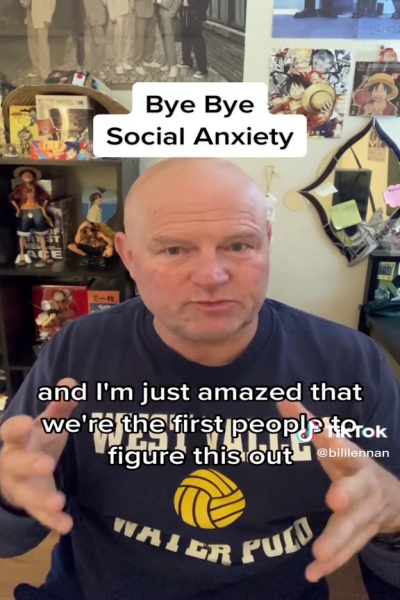 Bye Bye
Social Anxiety
and I'm just amazed that
we're the first people to
figure this out
TikTok
@billlennan
WEST VALLEY
WATER POLO